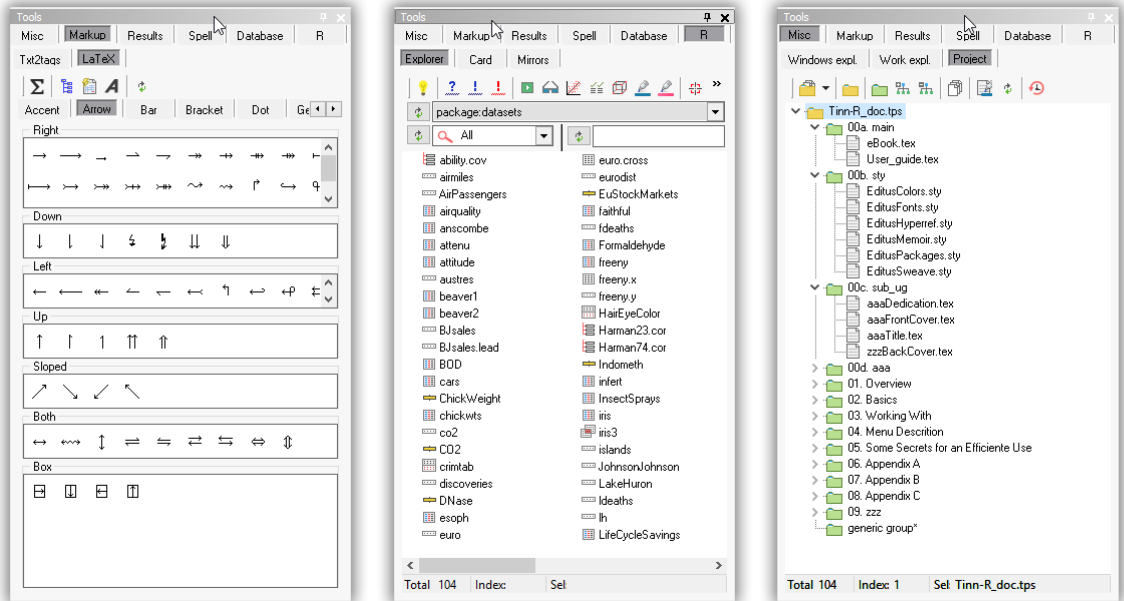 Tools
Misc Markup Results Spell Database R
Txt2tags LaTeX
Accent Arrow Bar Bracket Dot Ge
Right
Down
Left
Up
Sloped
Both
Box
Tools
Misc Markup Results Spell Database R
Explorer Card Mirrors
package:datasets
All
ability.cov
airmiles
AirPassengers
airquality
anscombe
attenu
attitude
austres
beaver1
beaver2
BJsales
BJsales.lead
BOD
cars
ChickWeight
chickwts
co2
CO2
crimtab
discoveries
DNase
esoph
euro
euro.cross
eurodist
EuStockMarkets
faithful
fdeaths
Formaldehyde
freeny
freeny.x
freeny.y
HairEyeColor
Harman23.cor
Harman74.cor
Indometh
infert
InsectSprays
iris
iris3
islands
JohnsonJohnson
LakeHuron
ldeaths
lh
LifeCycleSavings
Total 104 Index: Sel:
Tools
Misc Markup Results Spell Database R
Windows expl. Work expl. Project
Tinn-R_doc.tps
00a. main
eBook.tex
User_guide.tex
00b. sty
EditusColors.sty
EditusFonts.sty
EditusHyperref.sty
EditusMemoir.sty
EditusPackages.sty
EditusSweave.sty
00c. sub_ug
aaaDedication.tex
aaaFrontCover.tex
aaaTitle.tex
zzzBackCover.tex
00d. aaa
01. Overview
02. Basics
03. Working With
04. Menu Descrition
05. Some Secrets for an Efficiente Use
06. Appendix A
07. Appendix B
08. Appendix C
09. zzz
generic group*
Total 104 Index: 1 Sel: Tinn-R_doc.tps